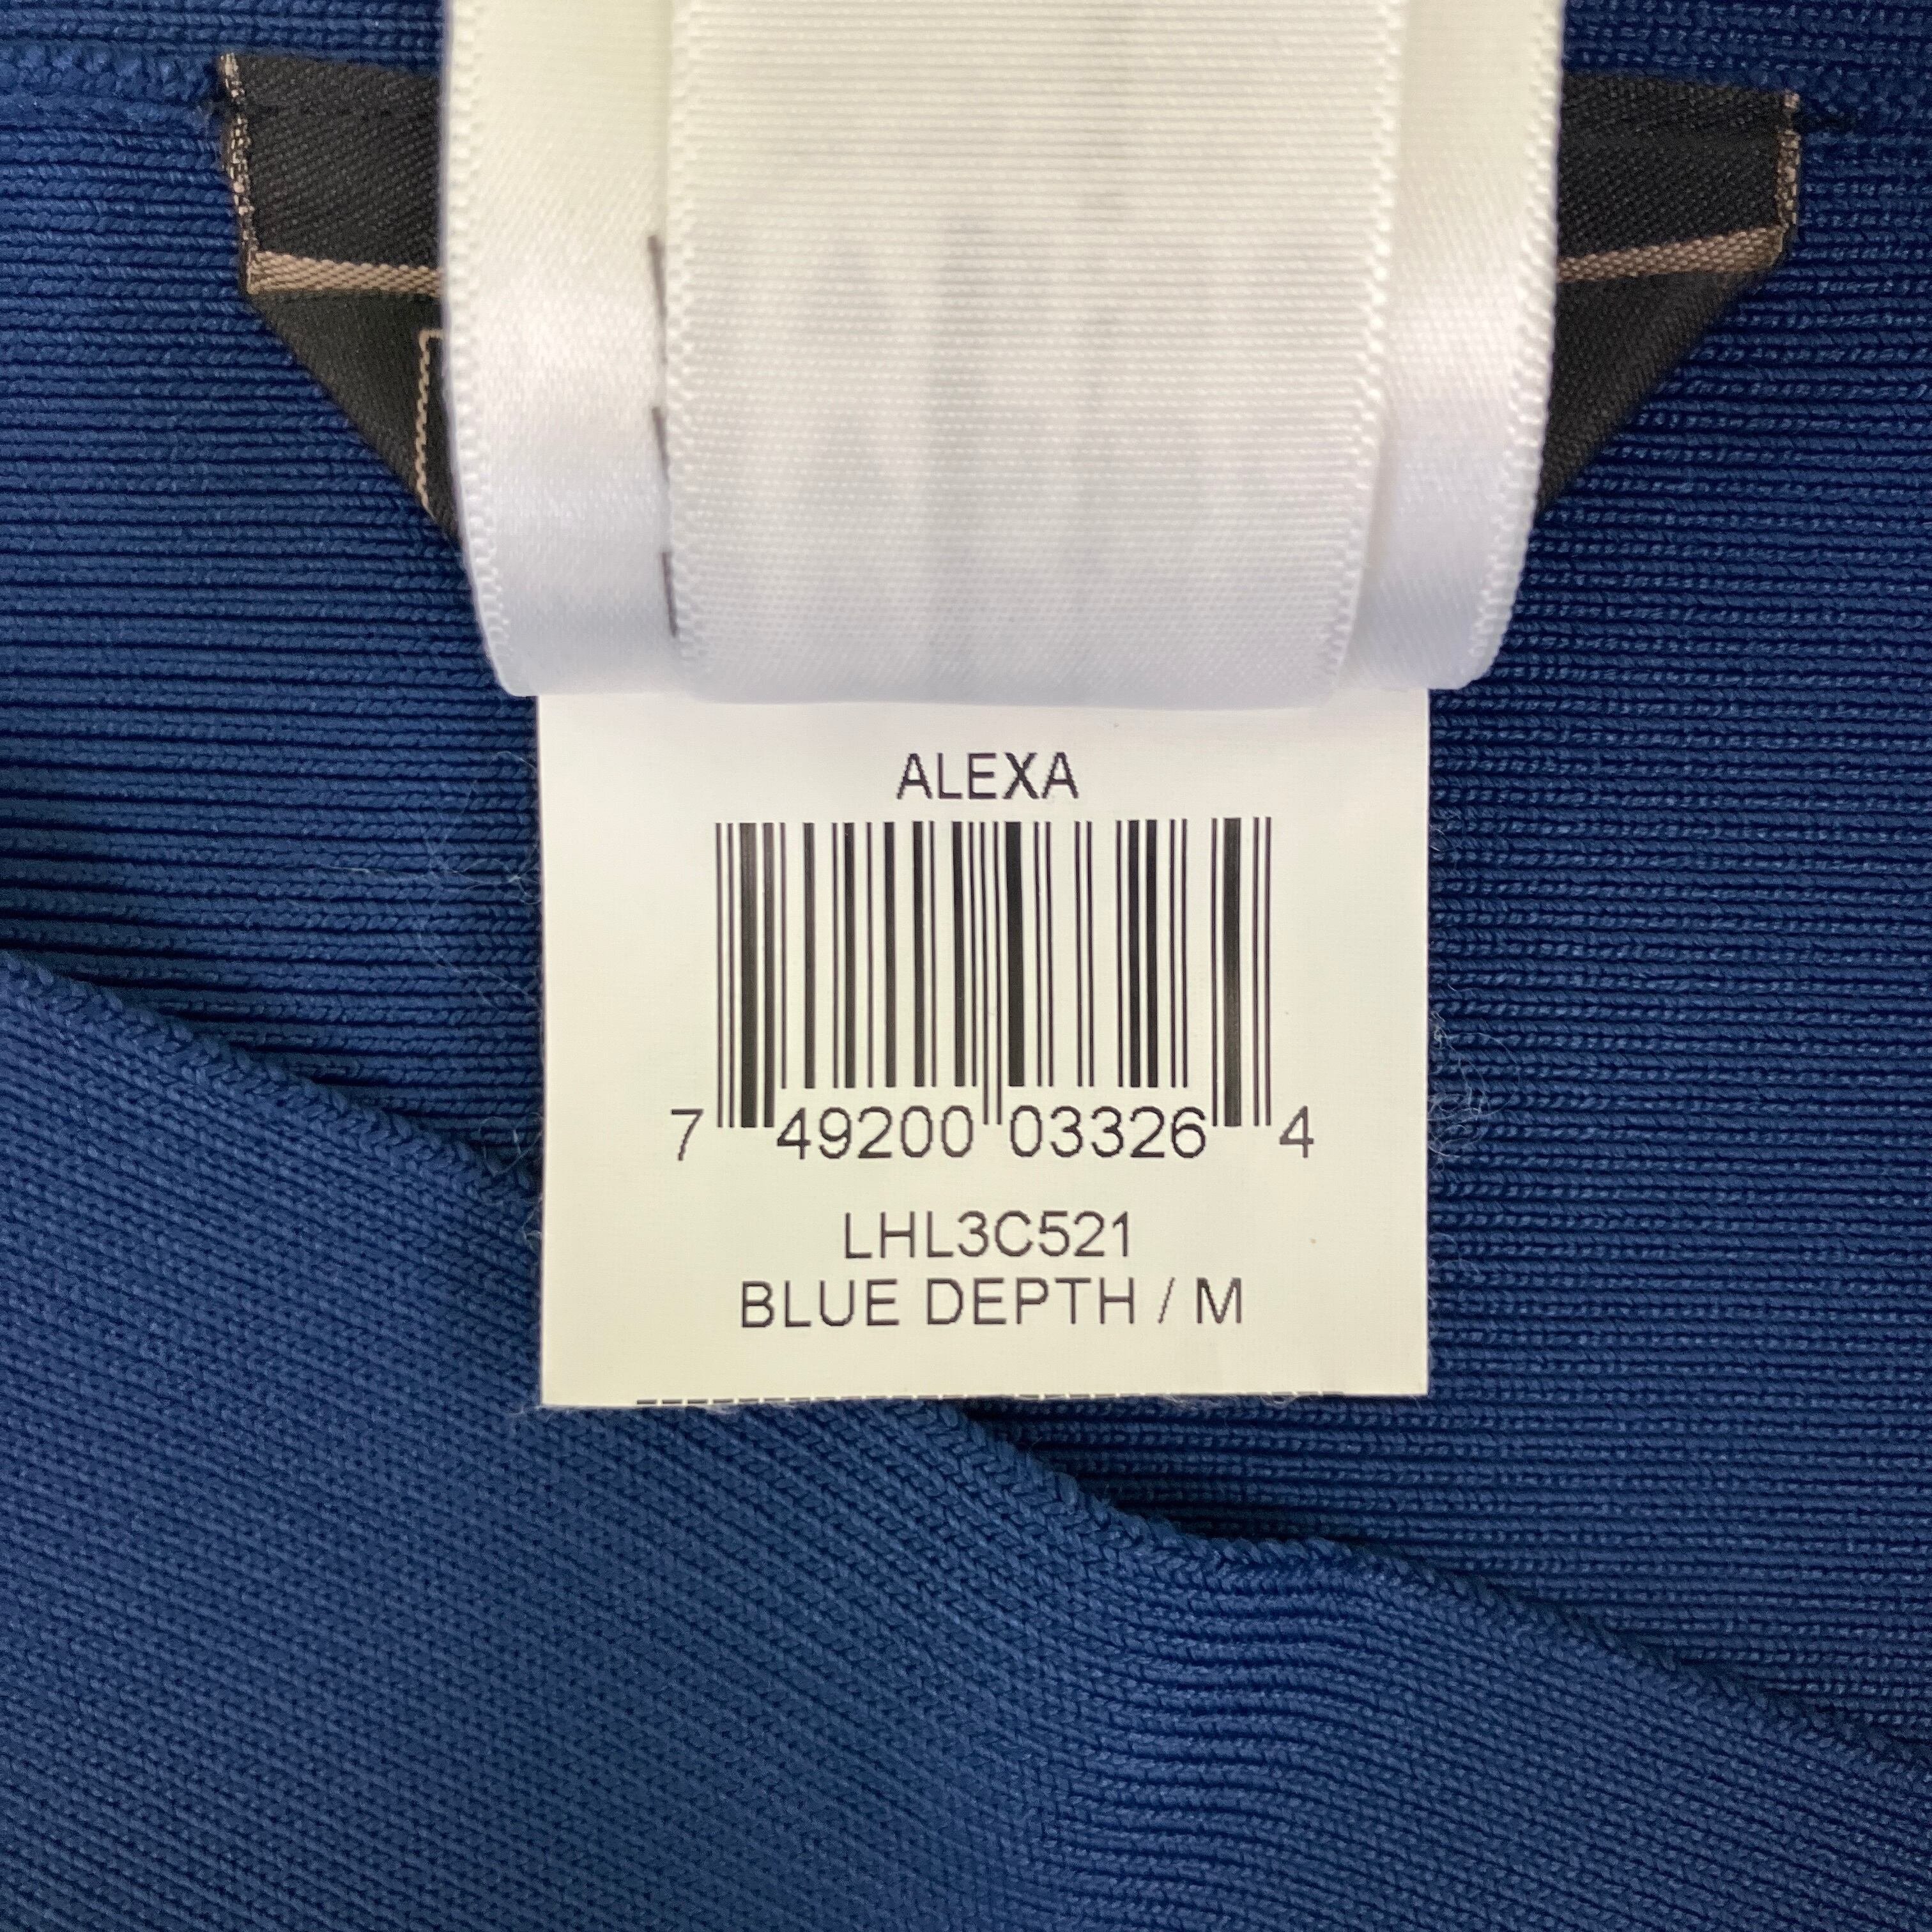 ALEXA
7 49200 03326 4
LHL3C521
BLUE DEPTH / M